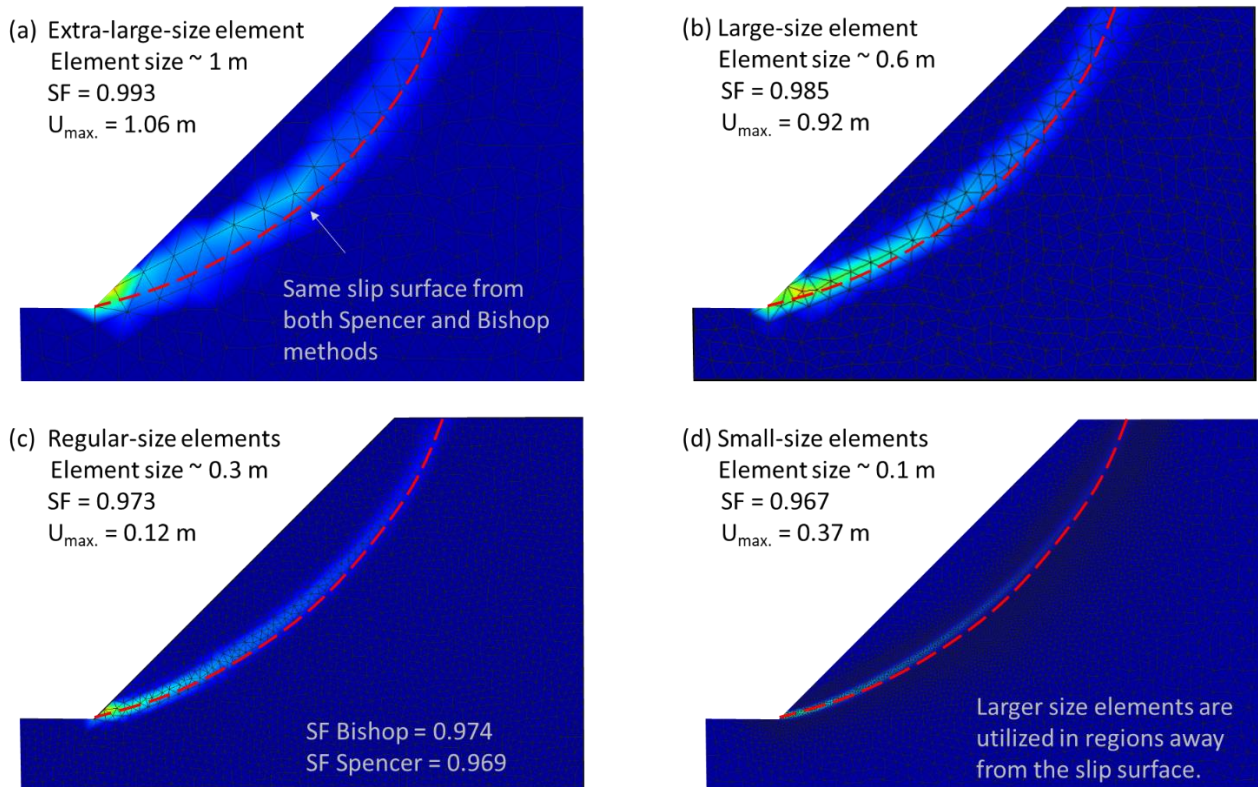 (a) Extra-large-size element
Element size ~ 1 m
SF = 0.993
Umax. = 1.06 m
Same slip surface from
both Spencer and Bishop
methods
(b) Large-size element
Element size ~ 0.6 m
SF = 0.985
Umax. = 0.92 m
(c) Regular-size elements
Element size ~ 0.3 m
SF = 0.973
Umax. = 0.12 m
SF Bishop = 0.974
SF Spencer = 0.969
(d) Small-size elements
Element size ~ 0.1 m
SF = 0.967
Umax. = 0.37 m
Larger size elements are
utilized in regions away
from the slip surface.